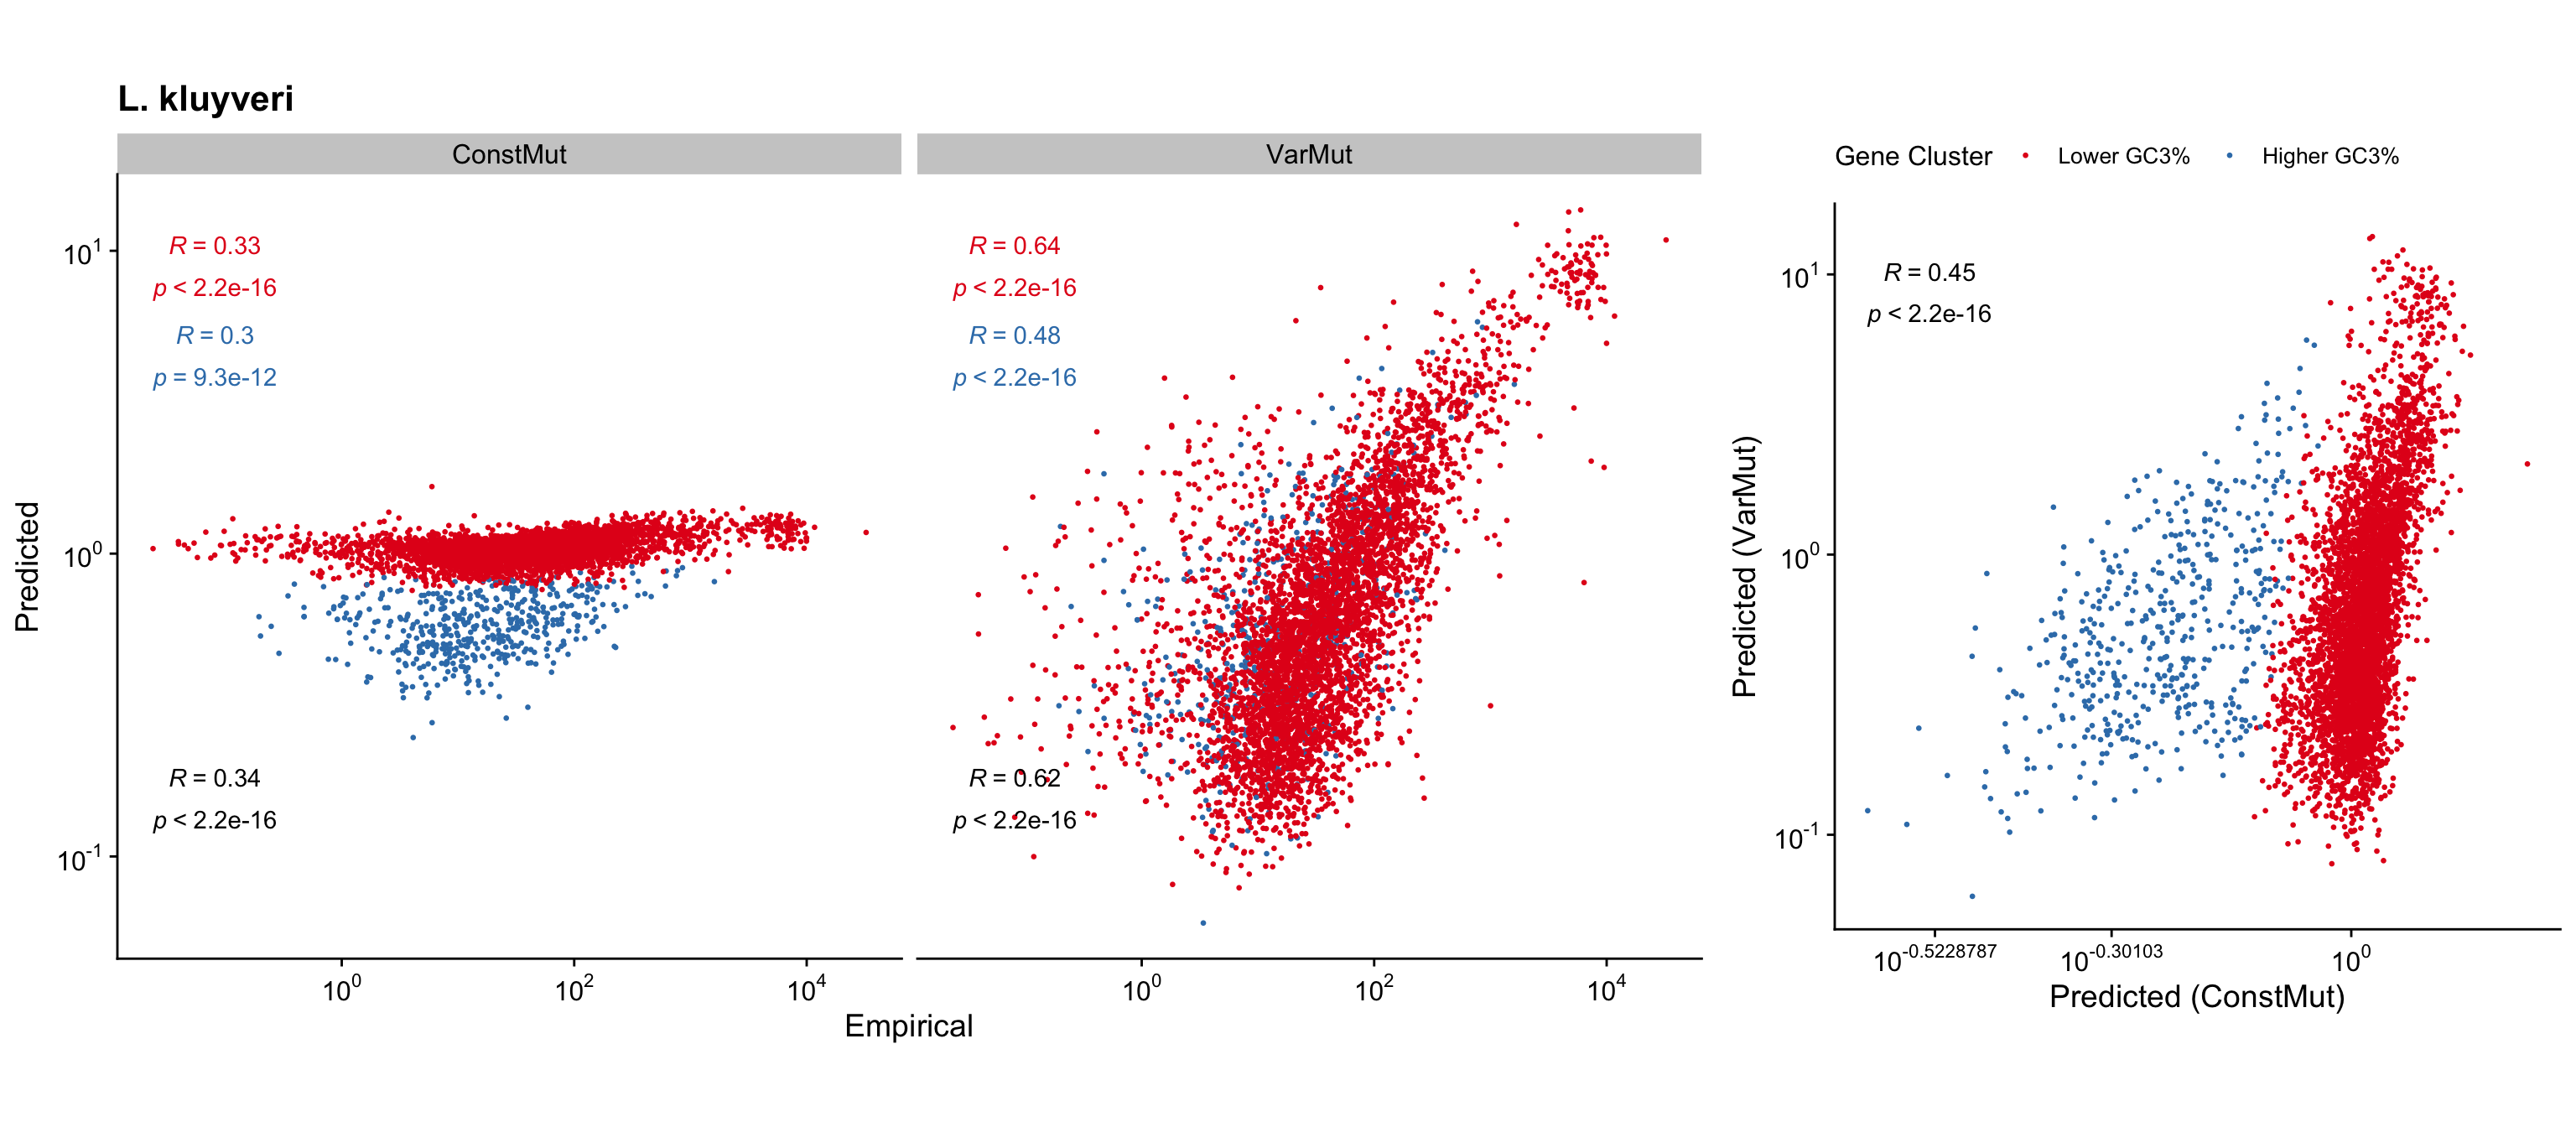 L. kluyveri
ConstMut
VarMut
Gene Cluster Lower GC3% Higher GC3%
R = 0.33
p < 2.2e-16
R = 0.3
p = 9.3e-12
R = 0.34
p < 2.2e-16
R = 0.64
p < 2.2e-16
R = 0.48
p < 2.2e-16
R = 0.62
p < 2.2e-16
R = 0.45
p < 2.2e-16
Predicted
10^1
10^0
10^-1
10^0 10^2 10^4
10^0 10^2 10^4
Empirical
Predicted (VarMut)
10^1
10^0
10^-1
10^-0.5228787 10^-0.30103 10^0
Predicted (ConstMut)